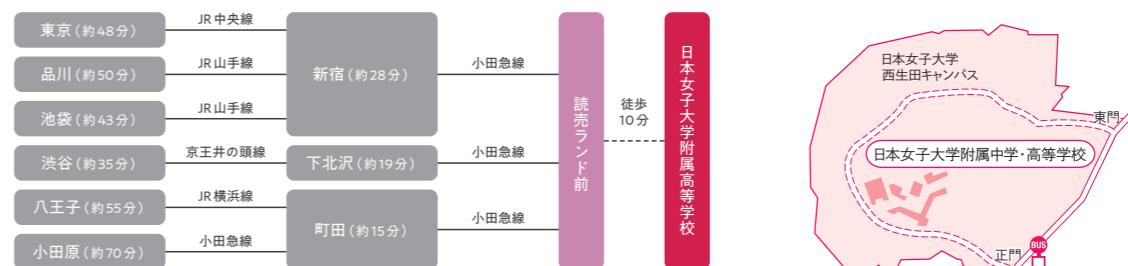 東京(約48分)
JR中央線
品川(約50分)
JR山手線
池袋(約43分)
JR山手線
新宿(約28分)
小田急線
渋谷(約35分)
京王井の頭線
下北沢(約19分)
小田急線
八王子(約55分)
JR横浜線
小田原(約70分)
小田急線
町田(約15分)
小田急線
読売ランド前
徒歩
10分
日本女子大学附属高等学校
日本女子大学
西生田キャンパス
東門
日本女子大学附属中学・高等学校
正門
BUS